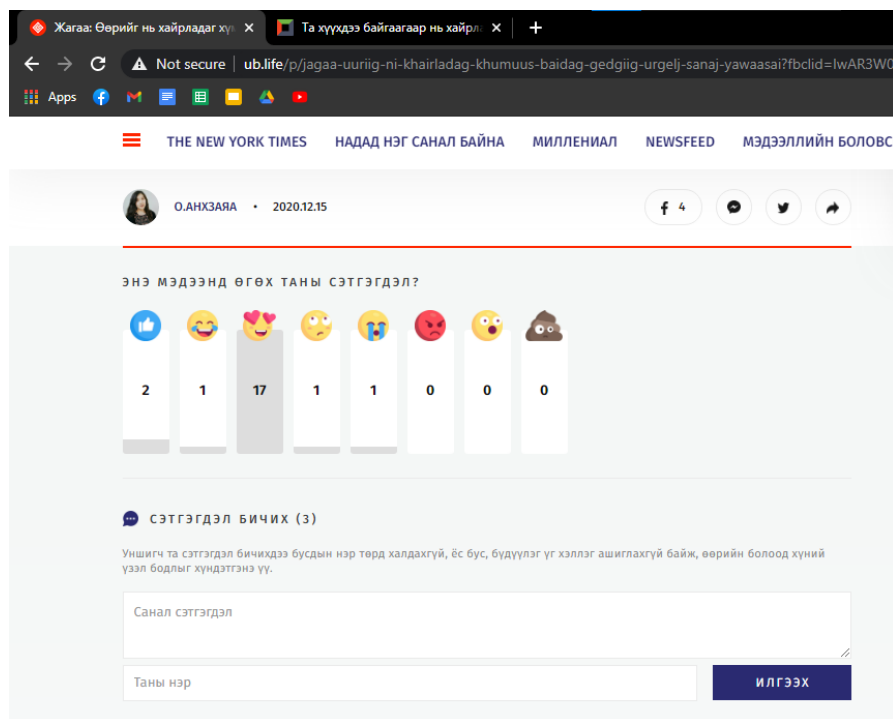 Жагаа: Өөрийг нь хайрладаг хү
Та хүүхдээ байгаагаар нь хайрл
Not secure | ub.life/p/jagaa-uuriig-ni-khairladag-khumuus-baidag-gedgiig-urgelj-sanaj-yawaasai?fbclid=IwAR3W0
Apps
THE NEW YORK TIMES НАДАД НЭГ САНАЛ БАЙНА МИЛЛЕНИАЛ NEWSFEED МЭДЭЭЛЛИЙН БОЛОВС
О.АНХЗАЯА • 2020.12.15
4
ЭНЭ МЭДЭЭНД ӨГӨХ ТАНЫ СЭТГЭГДЭЛ?
2 1 17 1 1 0 0 0
СЭТГЭГДЭЛ БИЧИХ (3)
Уншигч та сэтгэгдэл бичихдээ бусдын нэр төрд халдахгүй, ёс бус, бүдүүлэг үг хэллэг ашиглахгүй байж, өөрийн болоод хүний
үзэл бодлыг хүндэтгэнэ үү.
Санал сэтгэгдэл
Таны нэр
ИЛГЭЭХ